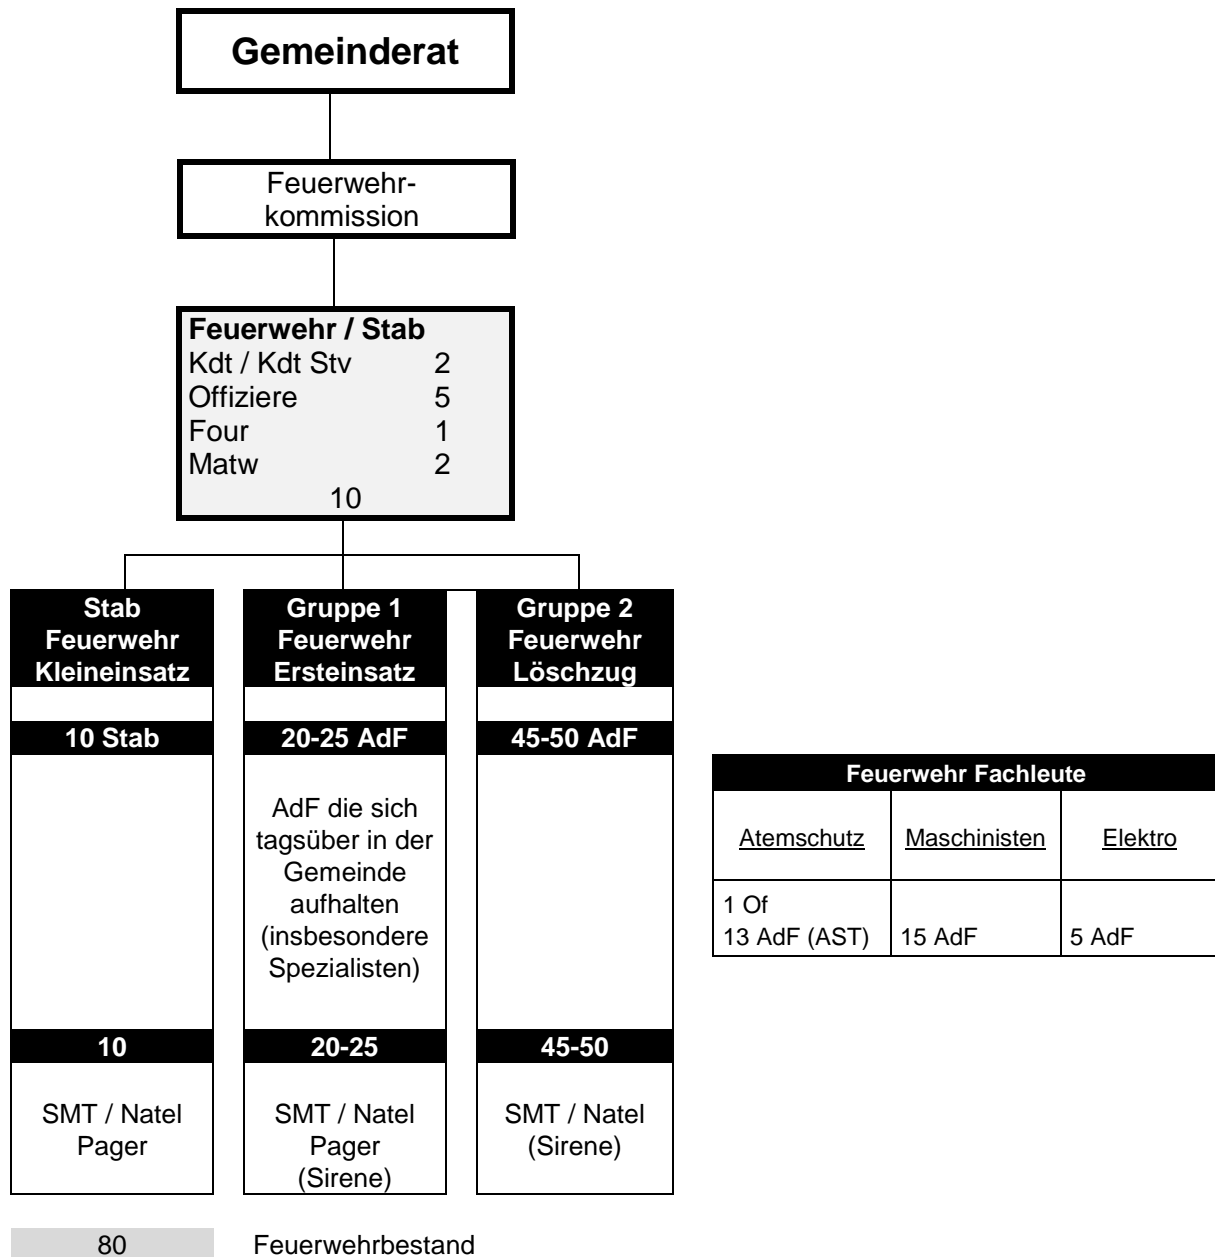 Gemeinderat
Feuerwehr-
kommission
Feuerwehr / Stab
Kdt / Kdt Stv 2
Offiziere 5
Four 1
Matw 2
10
Stab
Feuerwehr
Kleineinsatz
10 Stab
10
SMT / Natel
Pager
Gruppe 1
Feuerwehr
Ersteinsatz
20-25 AdF
AdF die sich
tagsüber in der
Gemeinde
aufhalten
(insbesondere
Spezialisten)
20-25
SMT / Natel
Pager
(Sirene)
Gruppe 2
Feuerwehr
Löschzug
45-50 AdF
45-50
SMT / Natel
(Sirene)
Feuerwehr Fachleute
Atemschutz Maschinisten Elektro
1 Of
13 AdF (AST) 15 AdF 5 AdF
80 Feuerwehrbestand